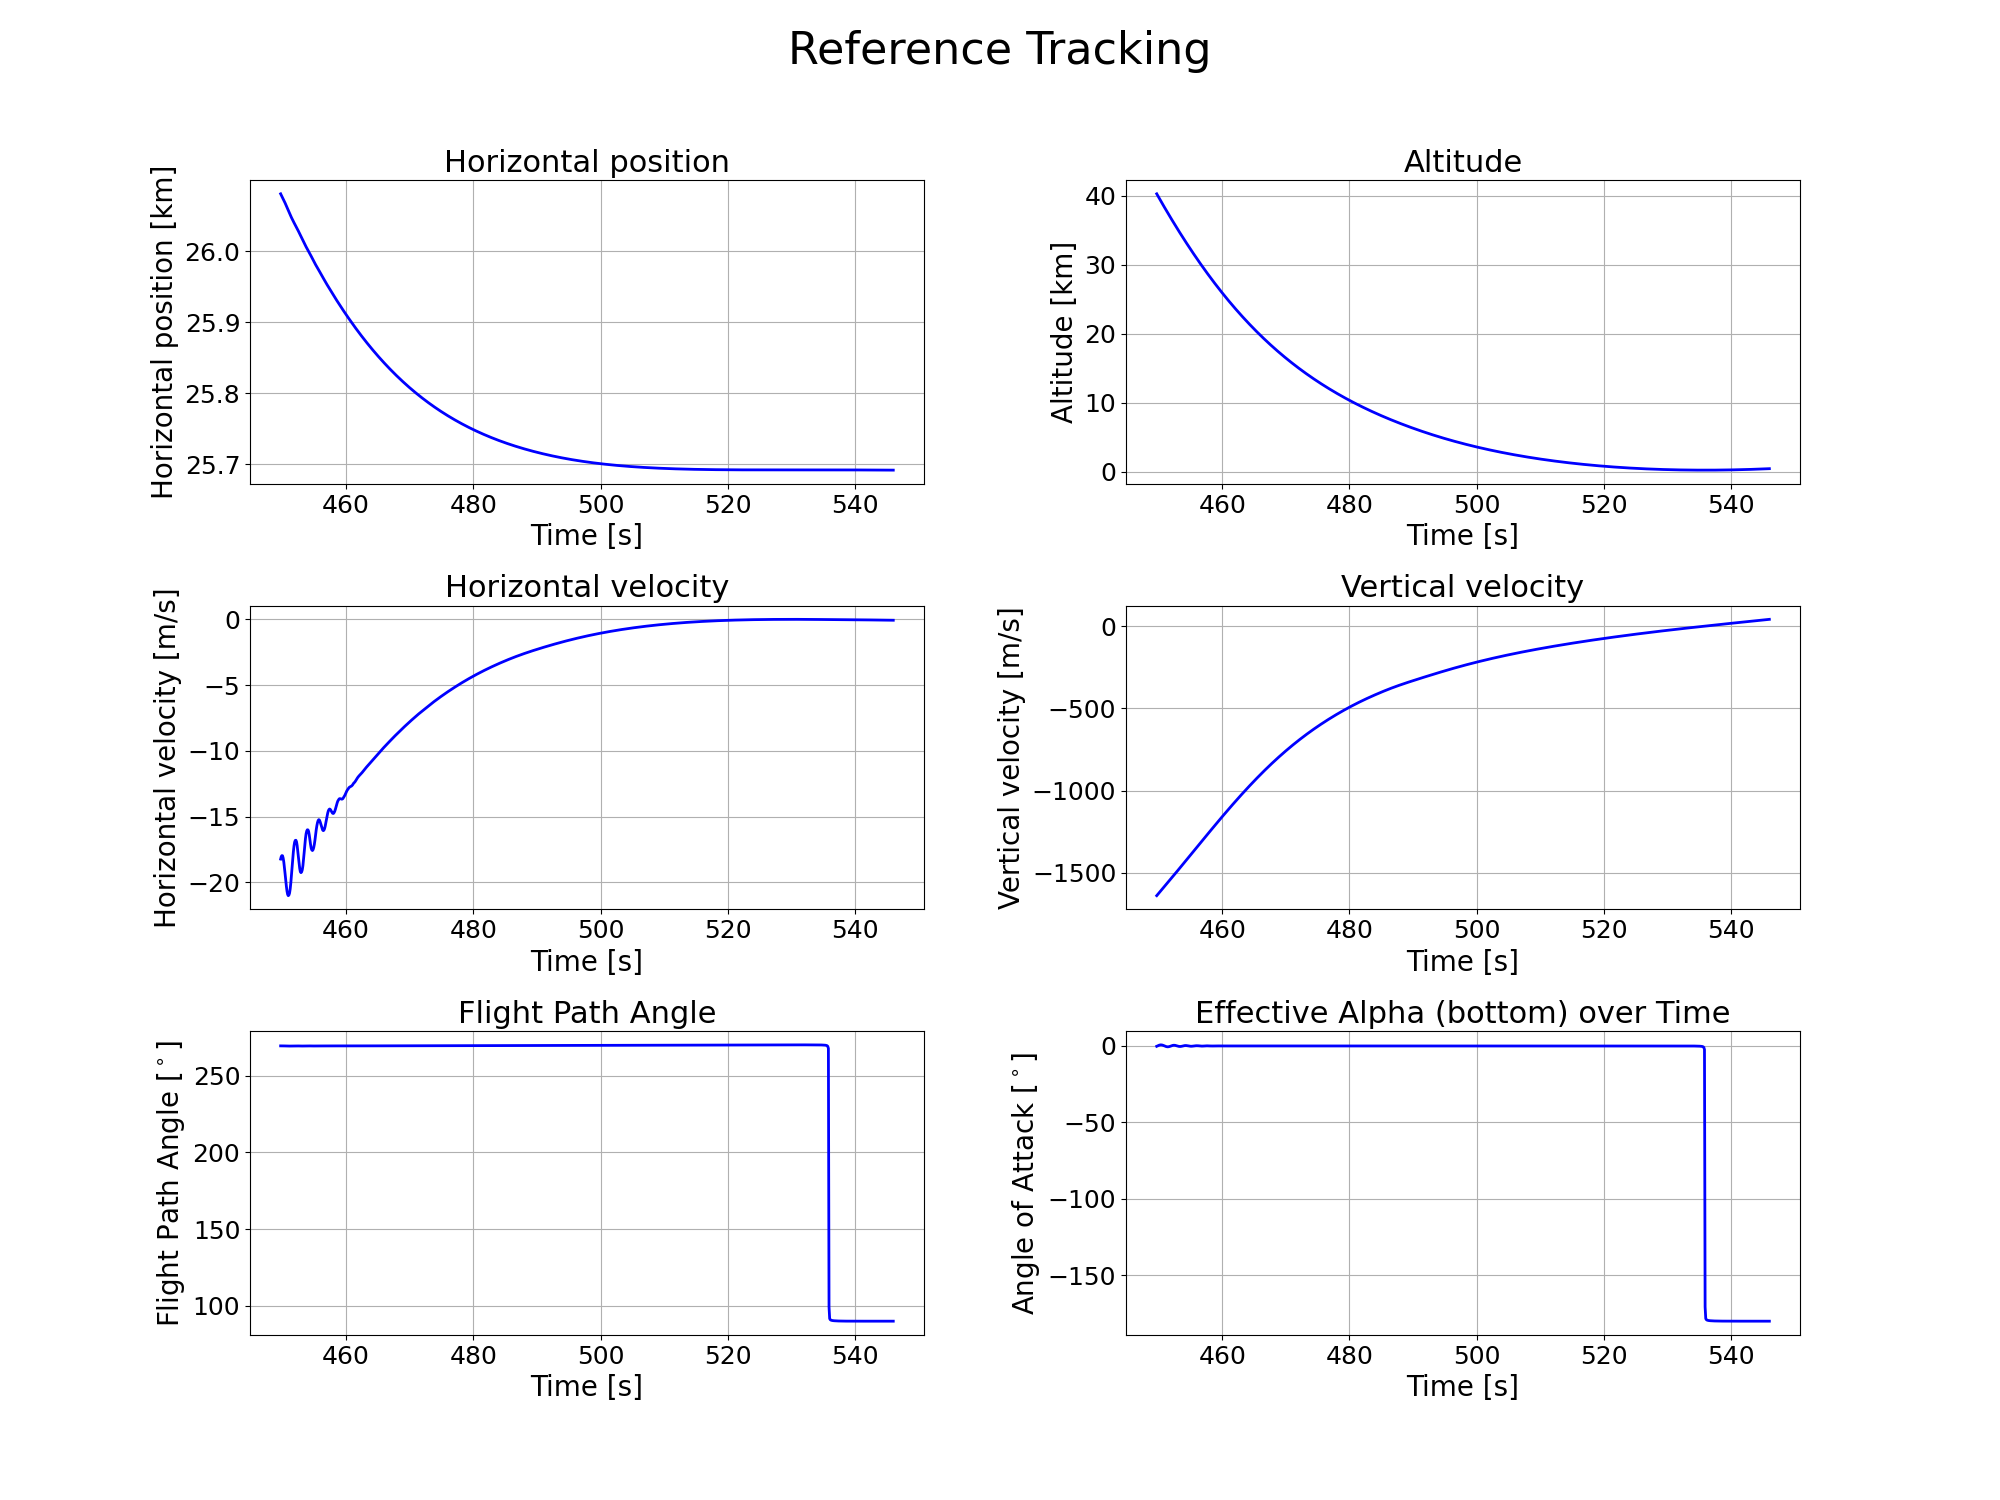 Reference Tracking
Horizontal position
Horizontal position [km]
26.0
25.9
25.8
25.7
460 480 500 520 540
Time [s]
Altitude
Altitude [km]
40
30
20
10
0
460 480 500 520 540
Time [s]
Horizontal velocity
Horizontal velocity [m/s]
0
−5
−10
−15
−20
460 480 500 520 540
Time [s]
Vertical velocity
Vertical velocity [m/s]
0
−500
−1000
−1500
460 480 500 520 540
Time [s]
Flight Path Angle
Flight Path Angle [°]
250
200
150
100
460 480 500 520 540
Time [s]
Effective Alpha (bottom) over Time
Angle of Attack [°]
0
−50
−100
−150
460 480 500 520 540
Time [s]